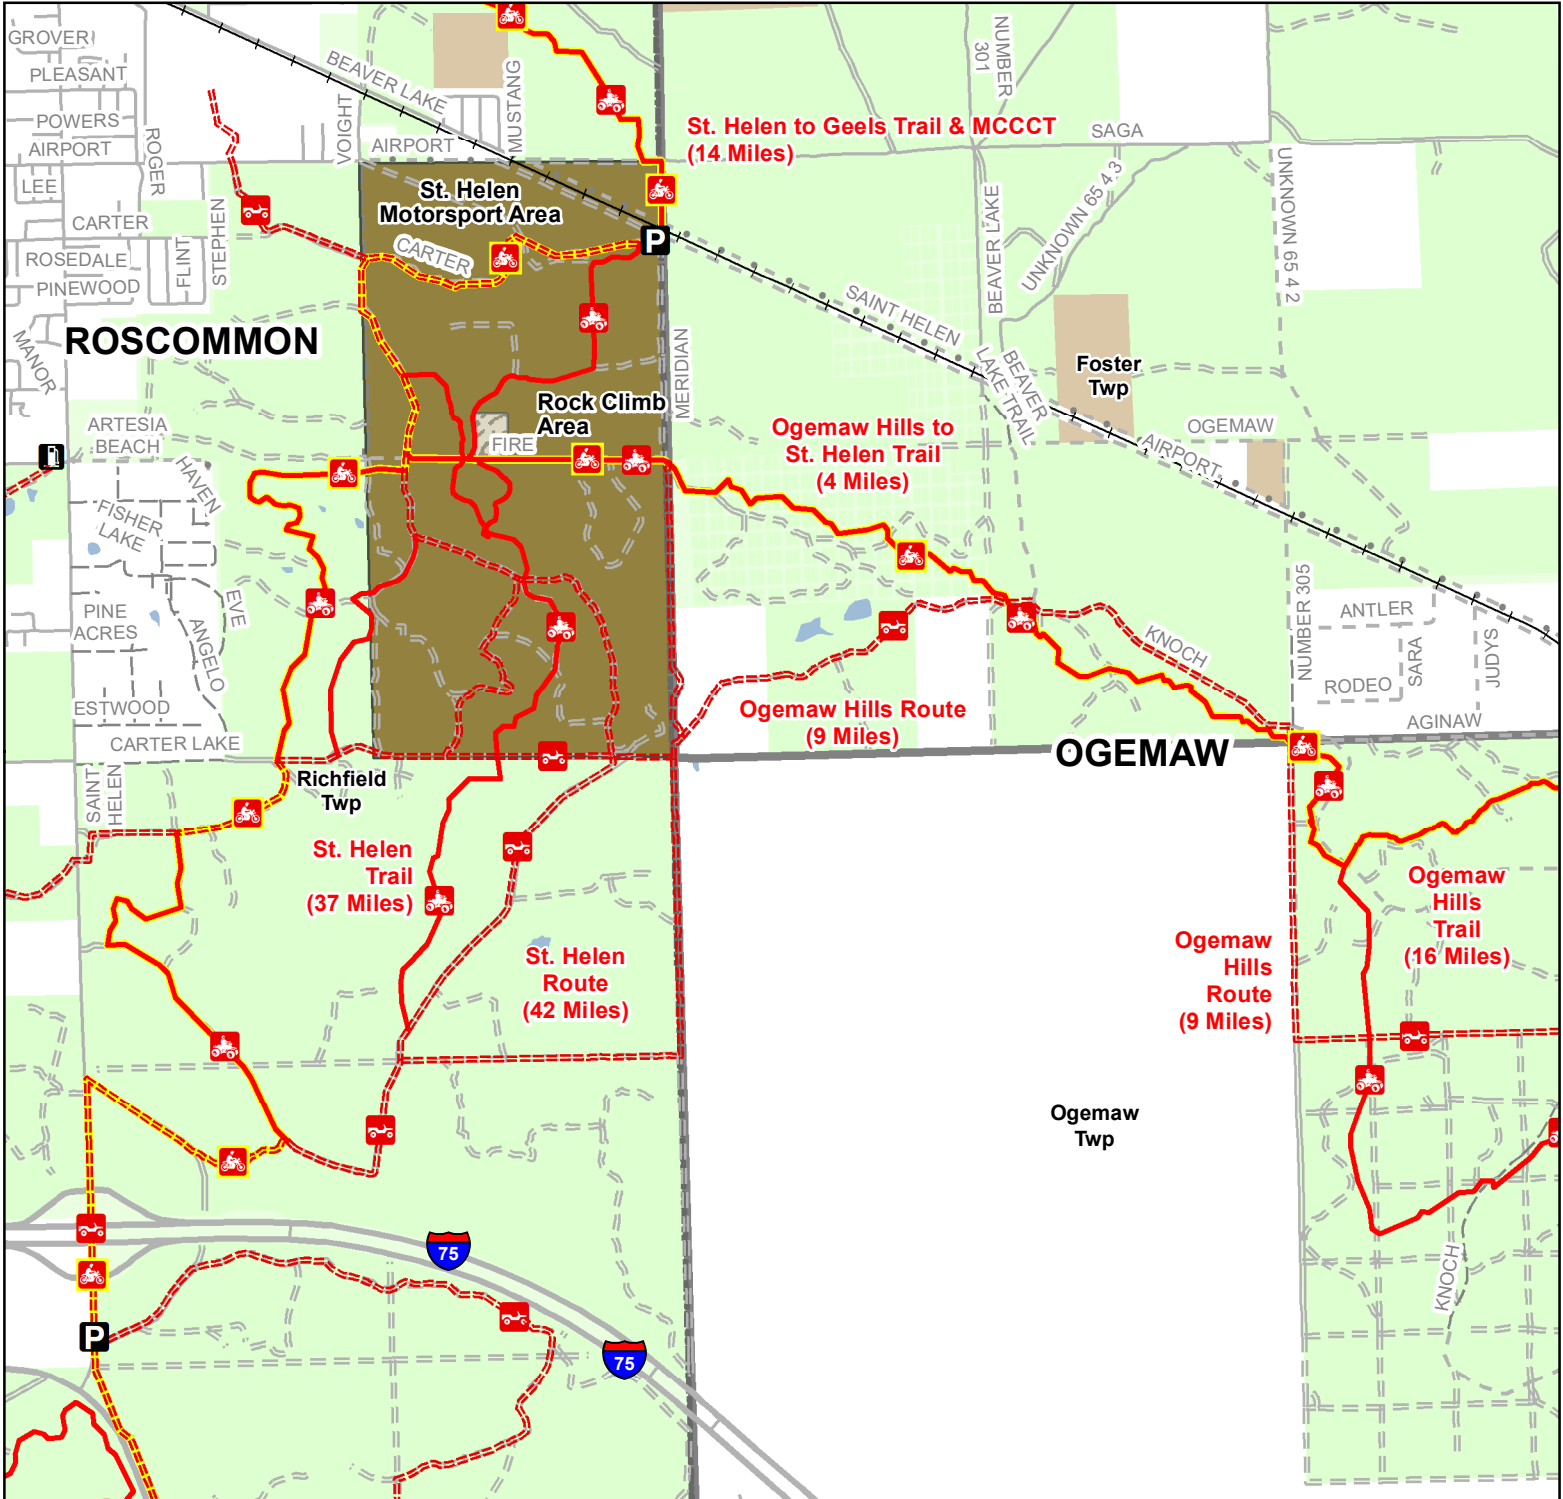 GROVER
PLEASANT
POWERS
AIRPORT
LEE
CARTER
ROSEDALE
PINEWOOD
ROGER
FLINT
STEPHEN
MANOR
VOIGHT
BEAVER LAKE
AIRPORT
MUSTANG
NUMBER
301
St. Helen to Geels Trail & MCCCT
(14 Miles)
SAGA
UNKNOWN 65 4 3
UNKNOWN 65 4 2
BEAVER LAKE
St. Helen
Motorsport Area
CARTER
P
SAINT HELEN
ROSCOMMON
MERIDIAN
BEAVER
LAKE TRAIL
Foster
Twp
Rock Climb
Area
FIRE
ARTESIA
BEACH
HAVEN
FISHER
LAKE
Ogemaw Hills to
St. Helen Trail
(4 Miles)
OGEMAW
AIRPORT
PINE
ACRES
EVE
ANGELO
ESTWOOD
CARTER LAKE
SAINT
HELEN
KNOCH
NUMBER 305
ANTLER
SARA
JUDYS
RODEO
AGINAW
Ogemaw Hills Route
(9 Miles)
OGEMAW
Richfield
Twp
St. Helen
Trail
(37 Miles)
St. Helen
Route
(42 Miles)
Ogemaw
Hills
Trail
(16 Miles)
Ogemaw
Hills
Route
(9 Miles)
Ogemaw
Twp
75
75
P
KNOCH